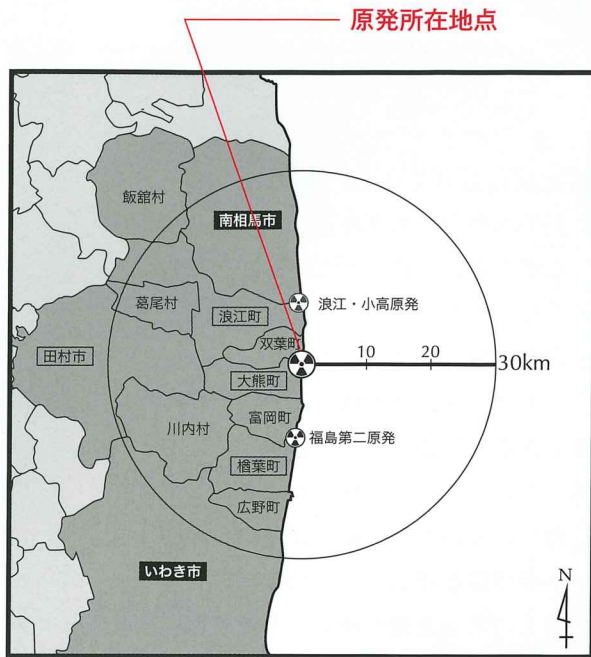 原発所在地点
飯舘村
南相馬市
葛尾村
浪江町
浪江・小高原発
双葉町
田村市
大熊町
10
20
30km
川内村
富岡町
福島第二原発
楢葉町
広野町
いわき市
N